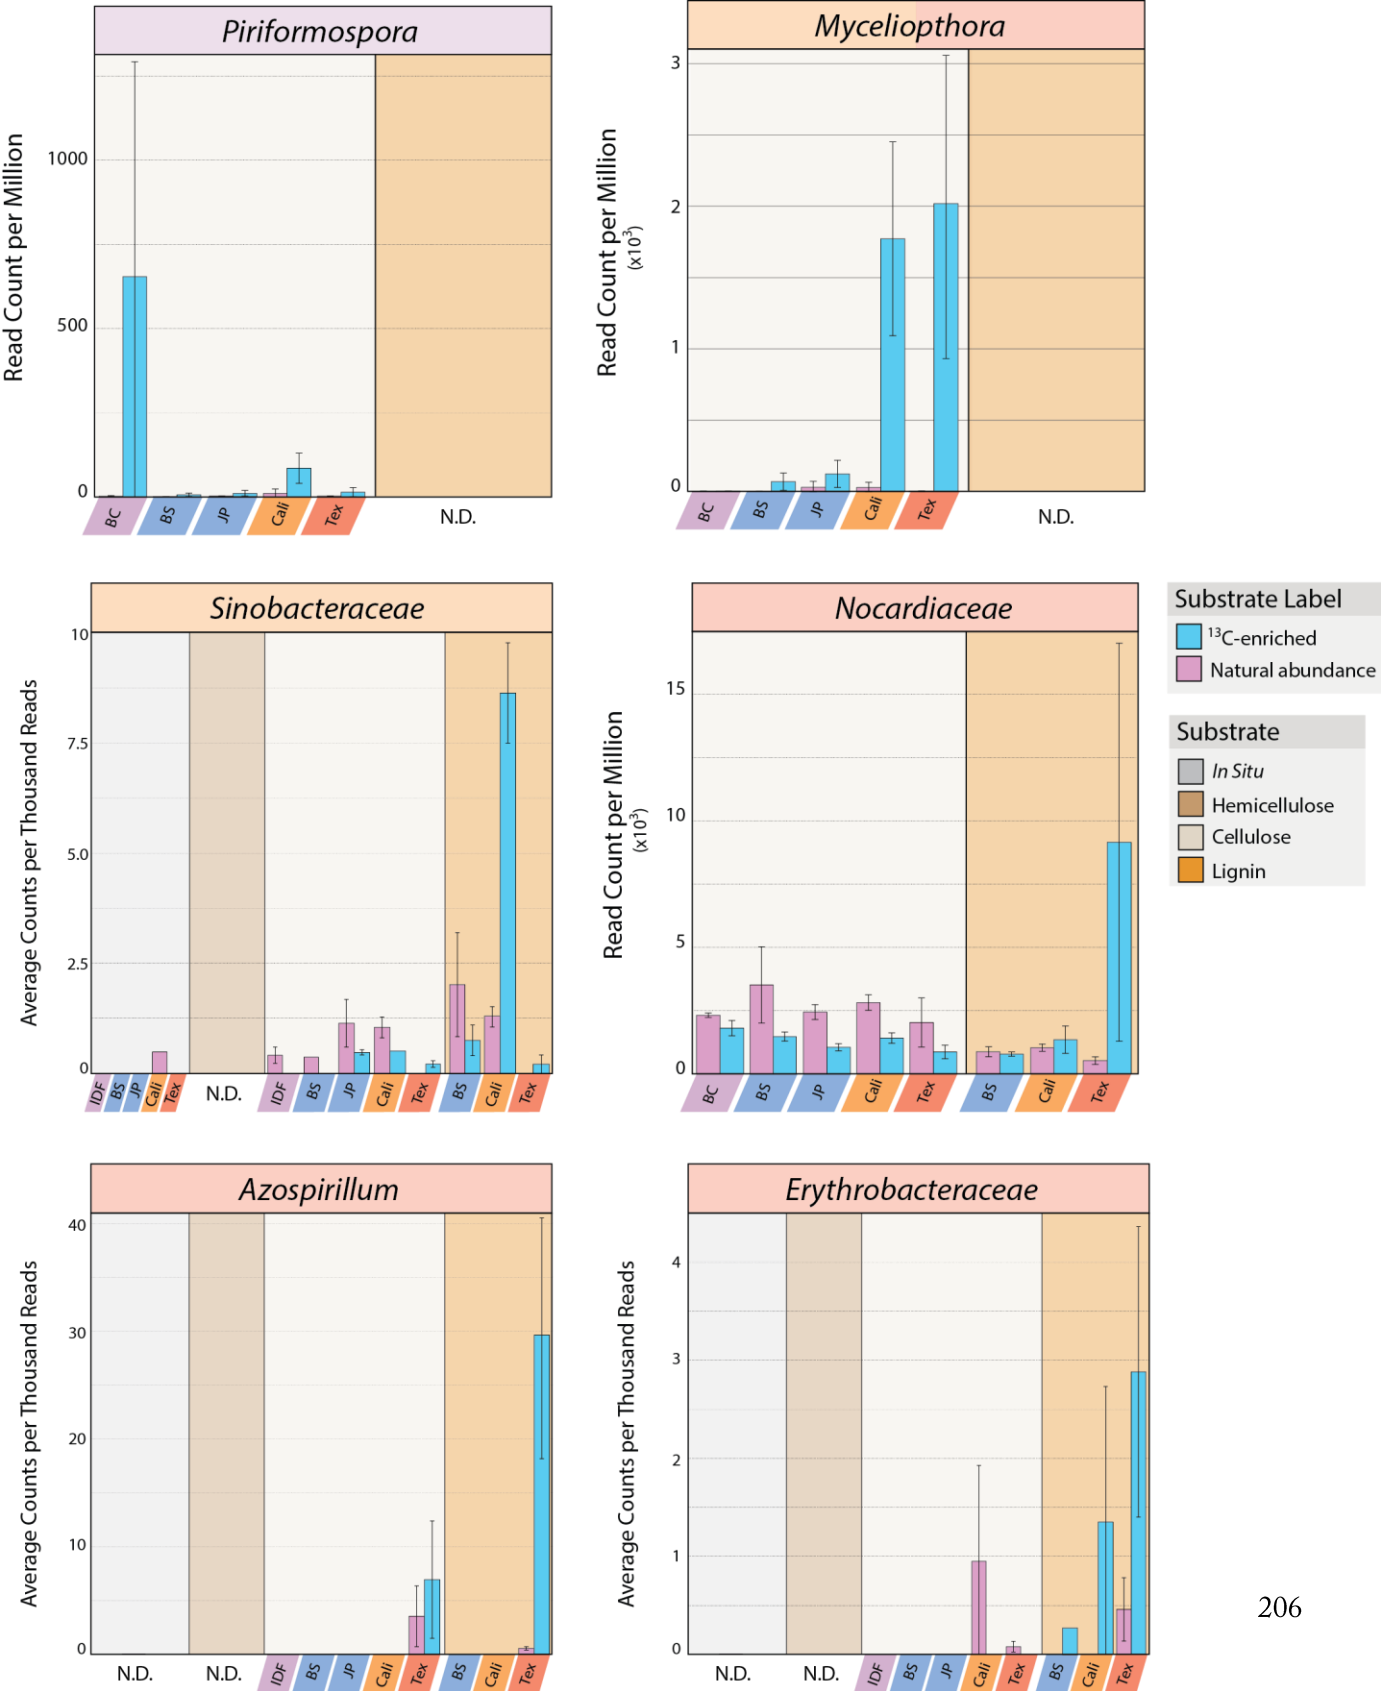 Piriformospora
Read Count per Million
1000
500
0
BC
BS
JP
Cali
Tex
N.D.
Myceliopthora
Read Count per Million
(x10³)
3
2
1
0
BC
BS
JP
Cali
Tex
N.D.
Sinobacteraceae
Average Counts per Thousand Reads
10
7.5
5.0
2.5
0
IDF
BS
JP
Cali
Tex
N.D.
IDF
BS
JP
Cali
Tex
BS
Cali
Tex
Nocardiaceae
Read Count per Million
(x10³)
15
10
5
0
BC
BS
JP
Cali
Tex
BS
Cali
Tex
Substrate Label
¹³C-enriched
Natural abundance
Substrate
In Situ
Hemicellulose
Cellulose
Lignin
Azospirillum
Average Counts per Thousand Reads
40
30
20
10
0
N.D.
N.D.
IDF
BS
JP
Cali
Tex
BS
Cali
Tex
Erythrobacteraceae
Average Counts per Thousand Reads
4
3
2
1
0
N.D.
N.D.
IDF
BS
JP
Cali
Tex
BS
Cali
Tex
206